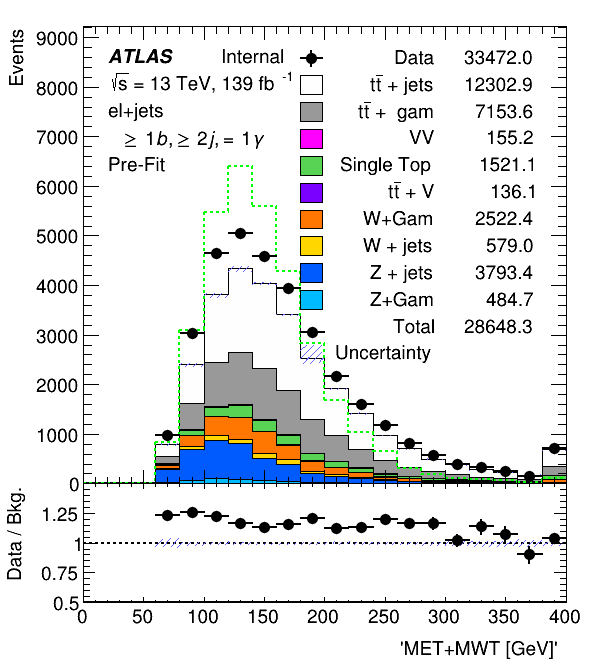 Events
9000
8000
7000
6000
5000
4000
3000
2000
1000
0
ATLAS Internal
√s = 13 TeV, 139 fb⁻¹
el+jets
≥ 1b, ≥ 2j, = 1γ
Pre-Fit
Data 33472.0
tt̄ + jets 12302.9
tt̄ + gam 7153.6
VV 155.2
Single Top 1521.1
tt̄ + V 136.1
W+Gam 2522.4
W + jets 579.0
Z + jets 3793.4
Z+Gam 484.7
Total 28648.3
Uncertainty
Data / Bkg.
1.25
1
0.75
0.5
0 50 100 150 200 250 300 350 400
'MET+MWT [GeV]'